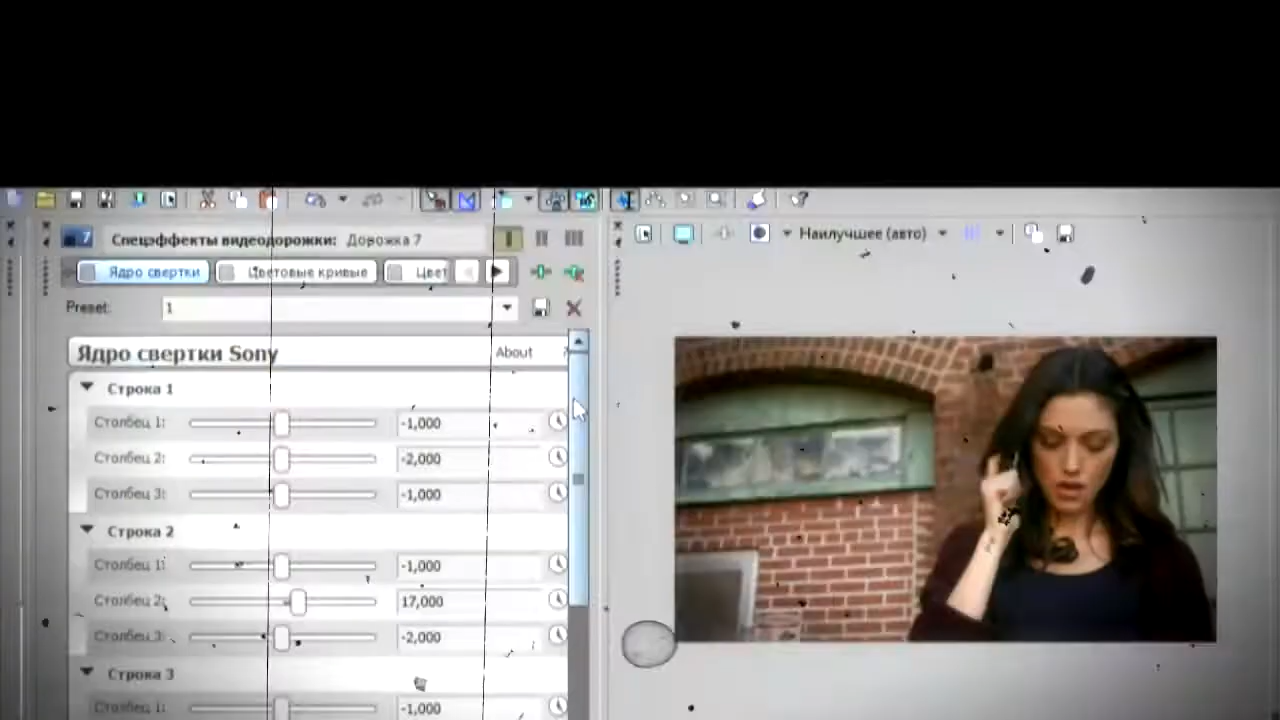 7 Спецэффекты видеодорожки: Дорожка 7
Наилучшее (авто)
Ядро свертки Цветовые кривые Цвет
Preset: 1
Ядро свертки Sony About ?
Строка 1
Столбец 1: -1,000
Столбец 2: -2,000
Столбец 3: -1,000
Строка 2
Столбец 1: -1,000
Столбец 2: 17,000
Столбец 3: -2,000
Строка 3
Столбец 1: -1,000